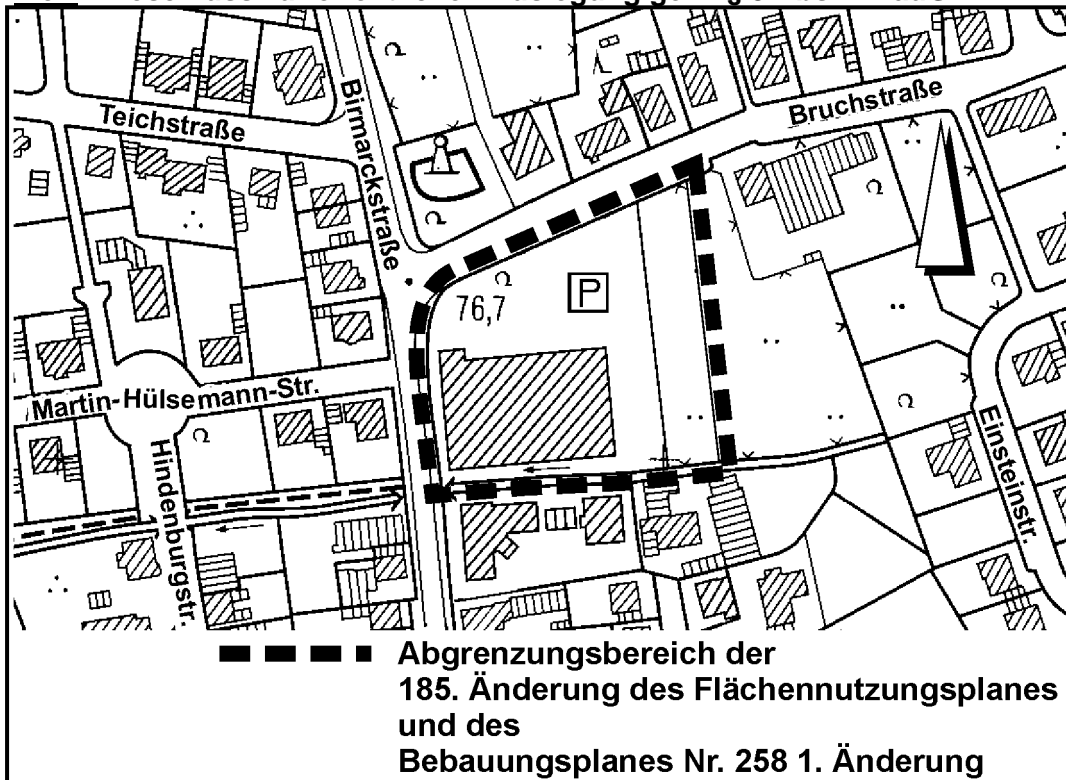 Bruchstraße
Teichstraße
Birmarckstraße
76,7
P
Martin-Hülsemann-Str.
Hindenburgstr.
Einsteinstr.
Abgrenzungsbereich der
185. Änderung des Flächennutzungsplanes
und des
Bebauungsplanes Nr. 258 1. Änderung